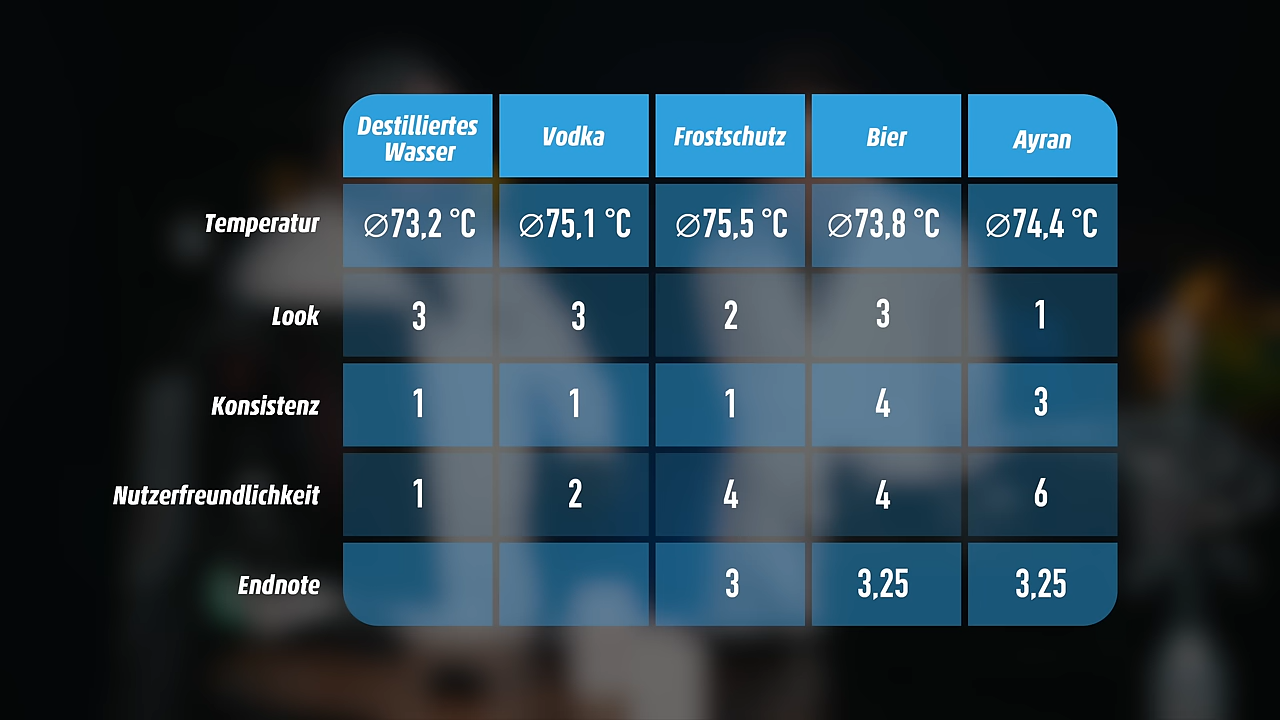 Destilliertes
Wasser
Vodka
Frostschutz
Bier
Ayran
Temperatur
∅73,2 °C
∅75,1 °C
∅75,5 °C
∅73,8 °C
∅74,4 °C
Look
3
3
2
3
1
Konsistenz
1
1
1
4
3
Nutzerfreundlichkeit
1
2
4
4
6
Endnote
3
3,25
3,25